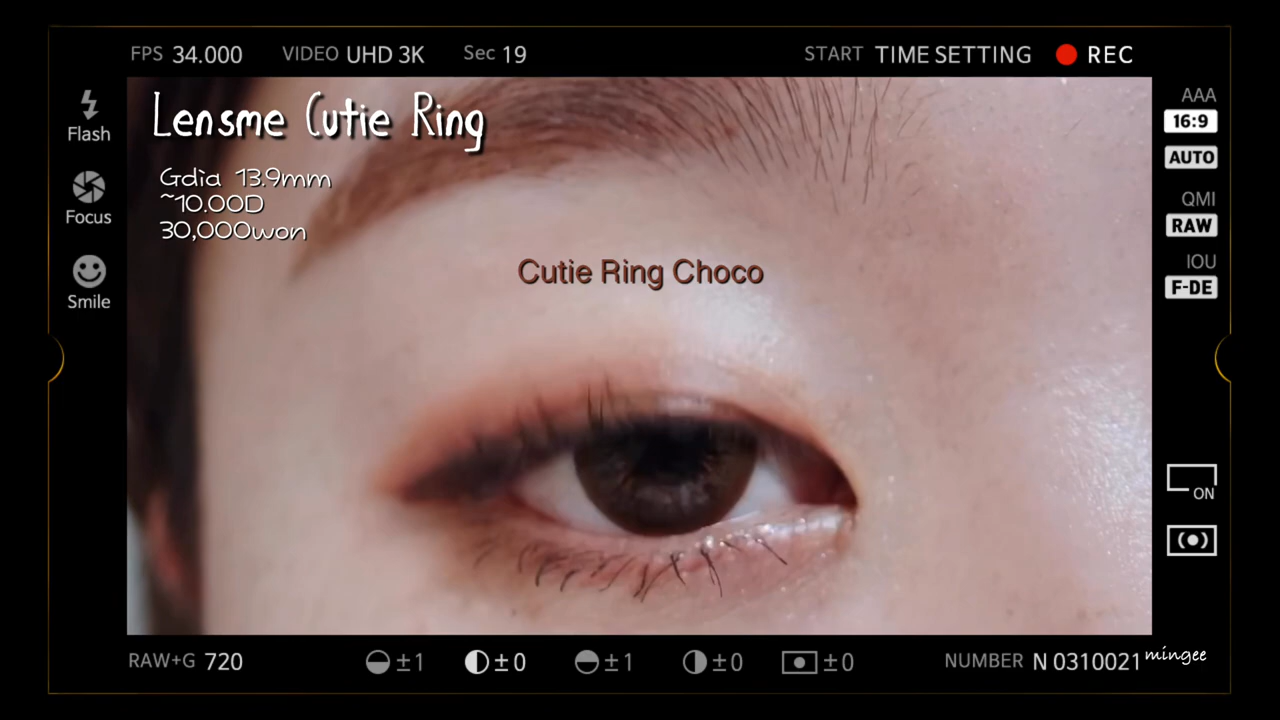 FPS 34.000 VIDEO UHD 3K Sec 19 START TIME SETTING REC
Lensme Cutie Ring
Gdia 13.9mm
~10.00D
30,000won
Cutie Ring Choco
Flash
Focus
Smile
AAA
16:9
AUTO
QMI
RAW
IOU
F-DE
ON
RAW+G 720 ±1 ±0 ±1 ±0 ±0 NUMBER N 0310021 mingee